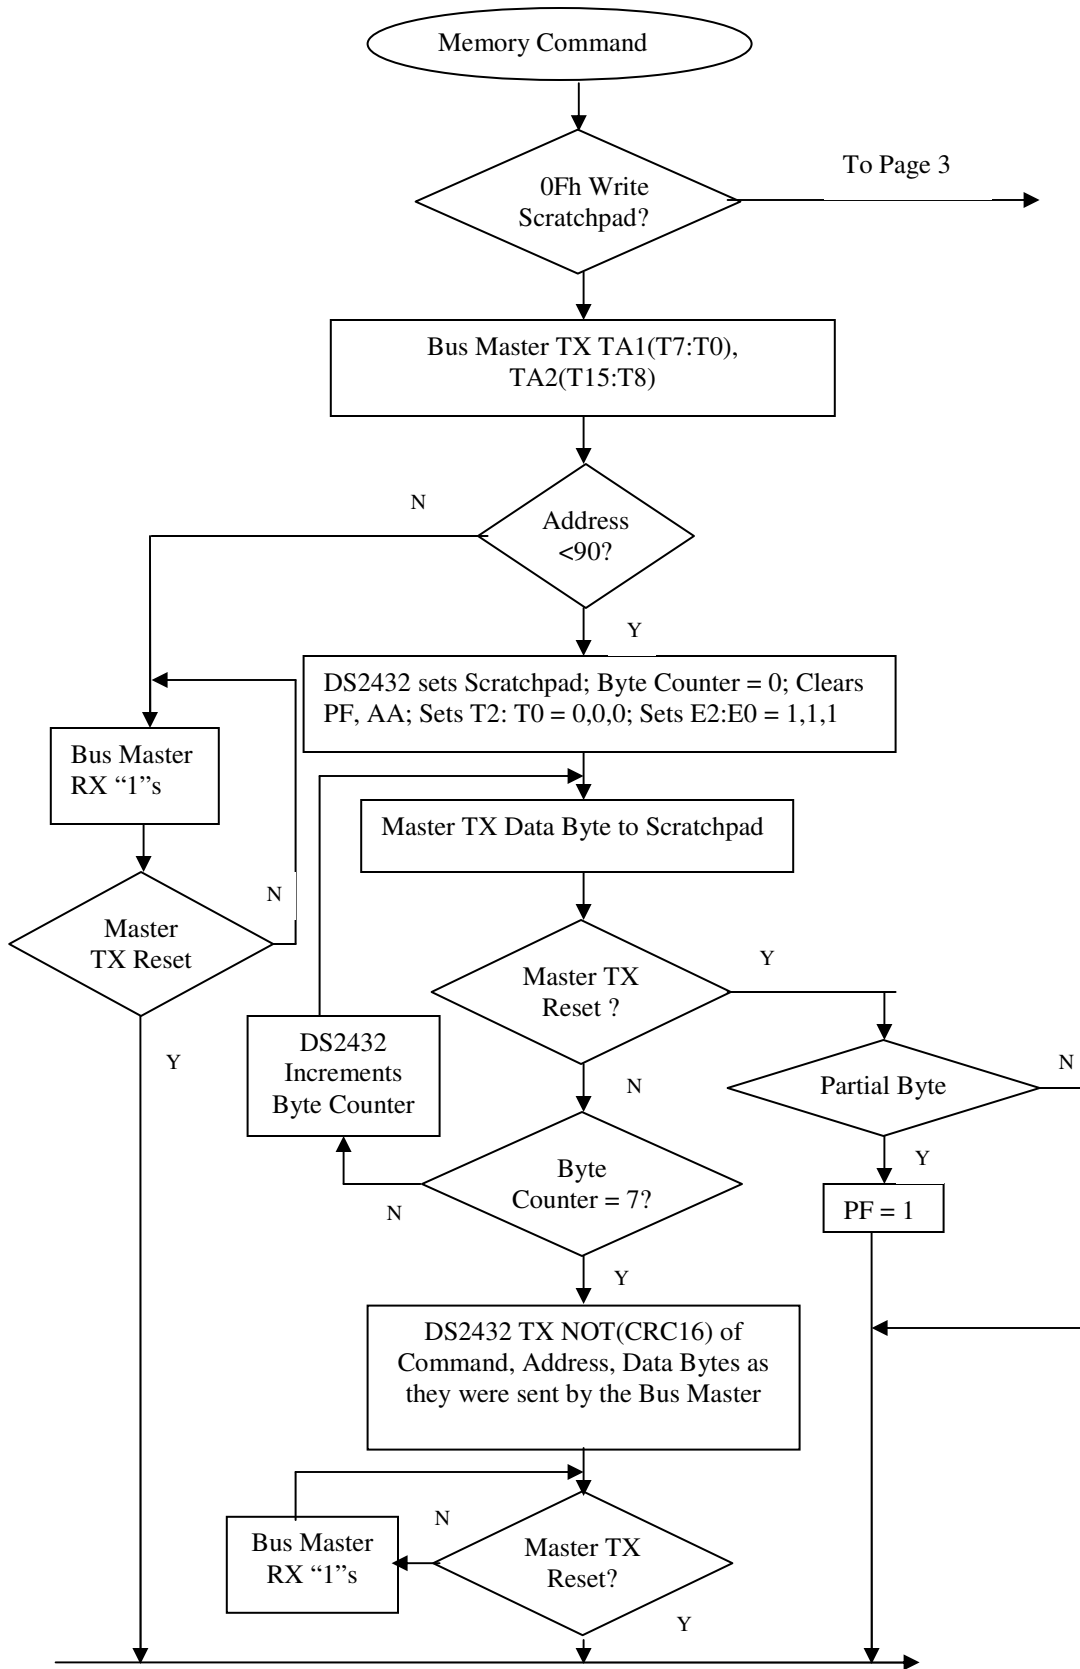 Memory Command
To Page 3
0Fh Write
Scratchpad?
Bus Master TX TA1(T7:T0),
TA2(T15:T8)
N
Address
<90?
Y
DS2432 sets Scratchpad; Byte Counter = 0; Clears
PF, AA; Sets T2: T0 = 0,0,0; Sets E2:E0 = 1,1,1
Bus Master
RX “1”s
Master TX Data Byte to Scratchpad
N
Master
TX Reset
Y
Master TX
Reset ?
Y
DS2432
Increments
Byte Counter
N
Partial Byte
N
Y
Byte
Counter = 7?
N
PF = 1
Y
DS2432 TX NOT(CRC16) of
Command, Address, Data Bytes as
they were sent by the Bus Master
Bus Master
RX “1”s
N
Master TX
Reset?
Y